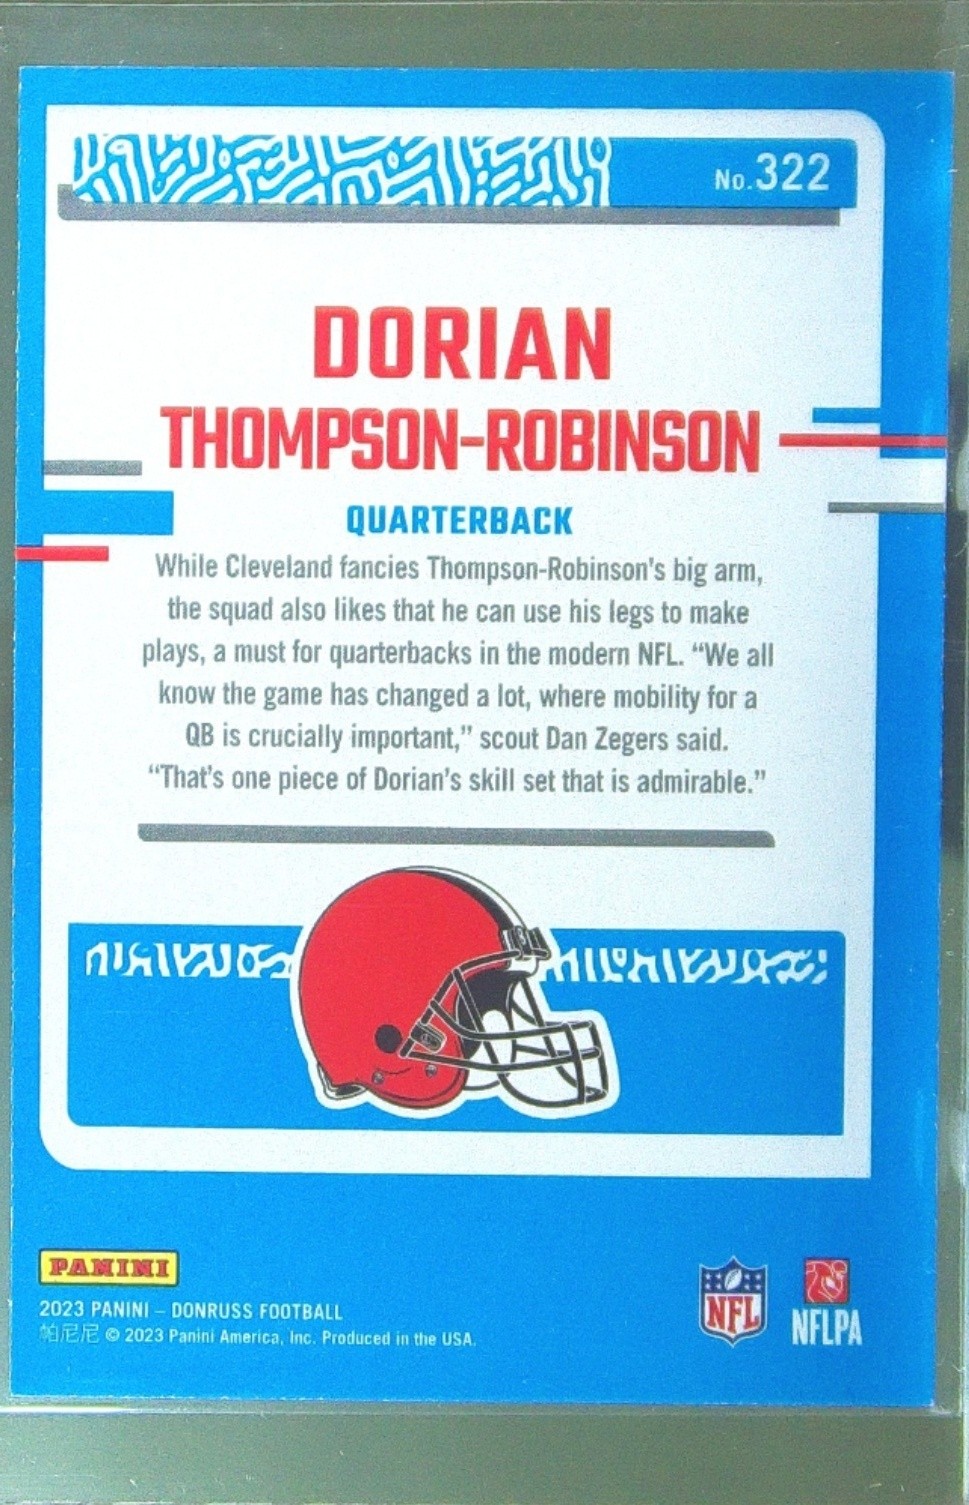 No.322
DORIAN
THOMPSON-ROBINSON
QUARTERBACK
While Cleveland fancies Thompson-Robinson's big arm,
the squad also likes that he can use his legs to make
plays, a must for quarterbacks in the modern NFL. “We all
know the game has changed a lot, where mobility for a
QB is crucially important,” scout Dan Zegers said.
“That’s one piece of Dorian’s skill set that is admirable.”
PANINI
2023 PANINI – DONRUSS FOOTBALL
帕尼尼 © 2023 Panini America, Inc. Produced in the USA.
NFL
NFLPA